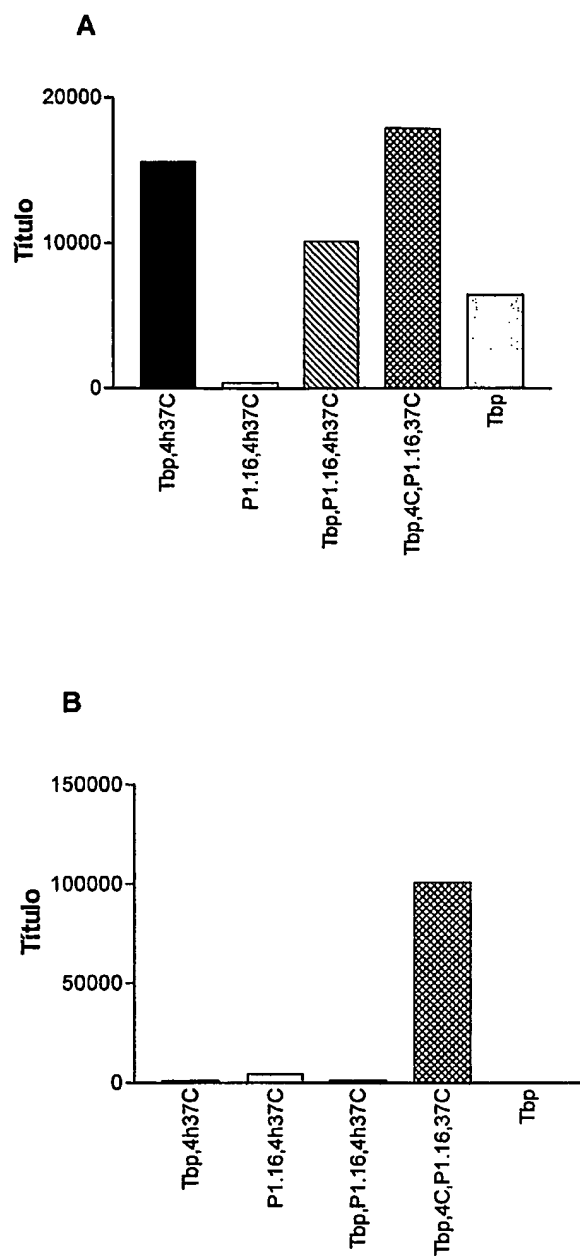 A
Título
20000
10000
0
Tbp,4h37C
P1.16,4h37C
Tbp,P1.16,4h37C
Tbp,4C,P1.16,37C
Tbp
B
Título
150000
100000
50000
0
Tbp,4h37C
P1.16,4h37C
Tbp,P1.16,4h37C
Tbp,4C,P1.16,37C
Tbp